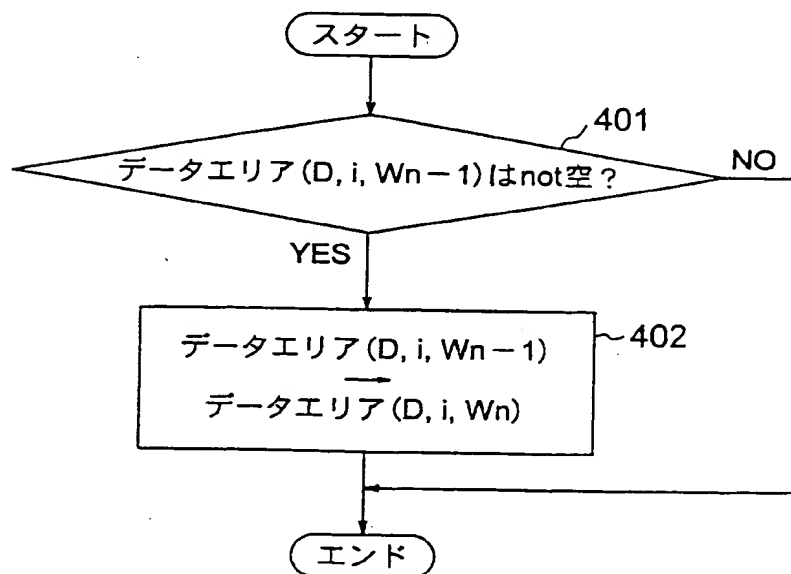 スタート
401
データエリア(D, i, Wn−1)はnot空?
NO
YES
データエリア(D, i, Wn−1)
402
データエリア(D, i, Wn)
エンド